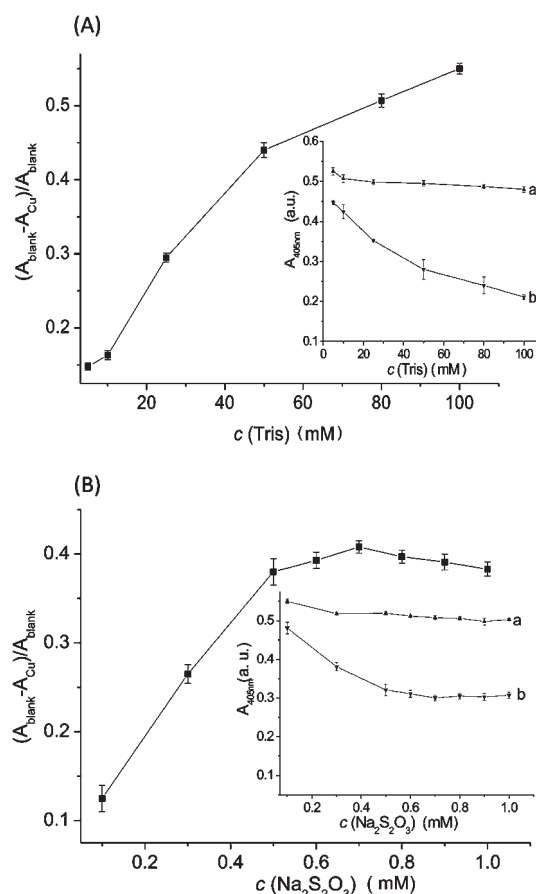 (A)
0.5
0.4
0.3
0.2
(A_blank-A_Cu)/A_blank
20 40 60 80 100
c (Tris) (mM)
0.6
0.5
0.4
0.3
0.2
0.1
A_405nm (a.u.)
a
b
0 20 40 60 80 100
c (Tris) (mM)
(B)
0.4
0.3
0.2
0.1
(A_blank-A_Cu)/A_blank
0.2 0.4 0.6 0.8 1.0
c (Na₂S₂O₃) (mM)
0.5
0.4
0.3
0.2
0.1
A_405nm (a. u.)
a
b
0.2 0.4 0.6 0.8 1.0
c (Na₂S₂O₃) (mM)